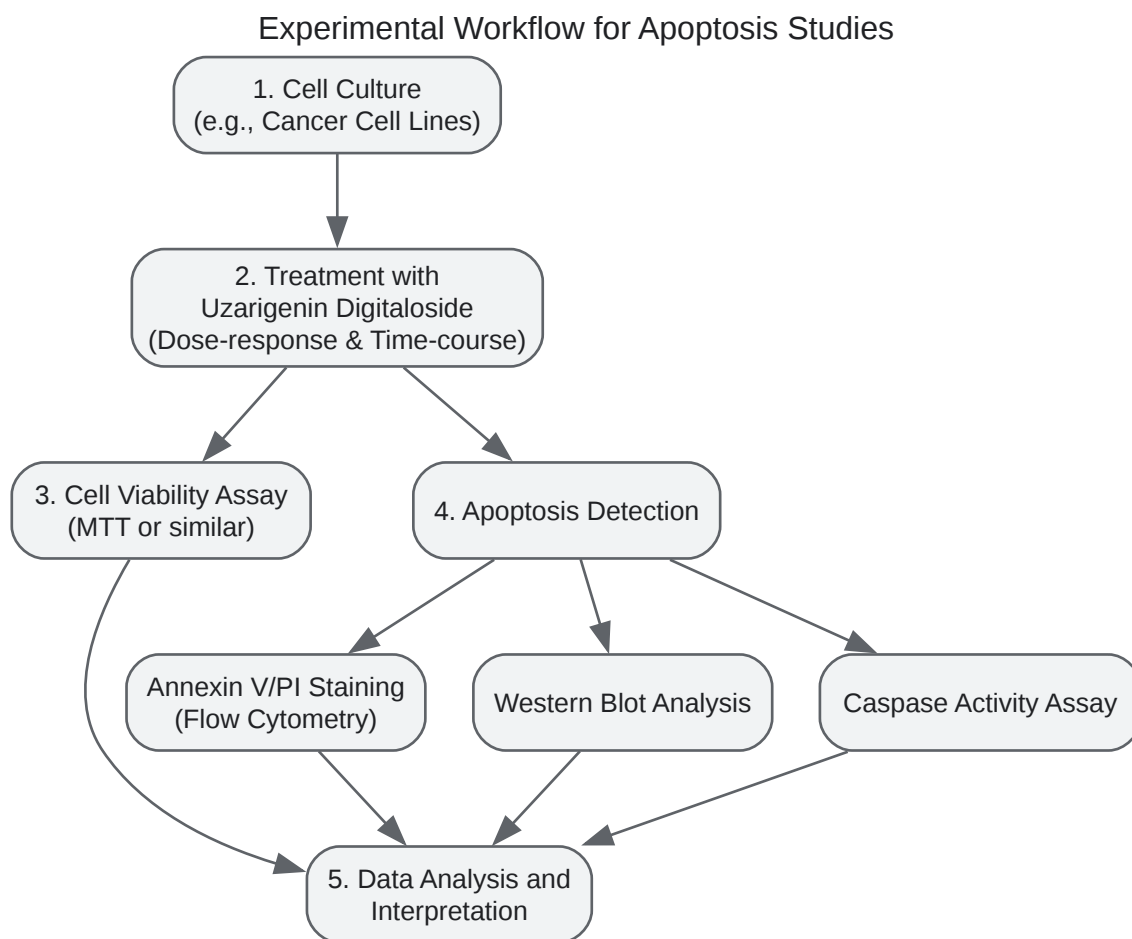 Experimental Workflow for Apoptosis Studies
1. Cell Culture
(e.g., Cancer Cell Lines)
2. Treatment with
Uzarigenin Digitaloside
(Dose-response & Time-course)
3. Cell Viability Assay
(MTT or similar)
4. Apoptosis Detection
Annexin V/PI Staining
(Flow Cytometry)
Western Blot Analysis
Caspase Activity Assay
5. Data Analysis and
Interpretation